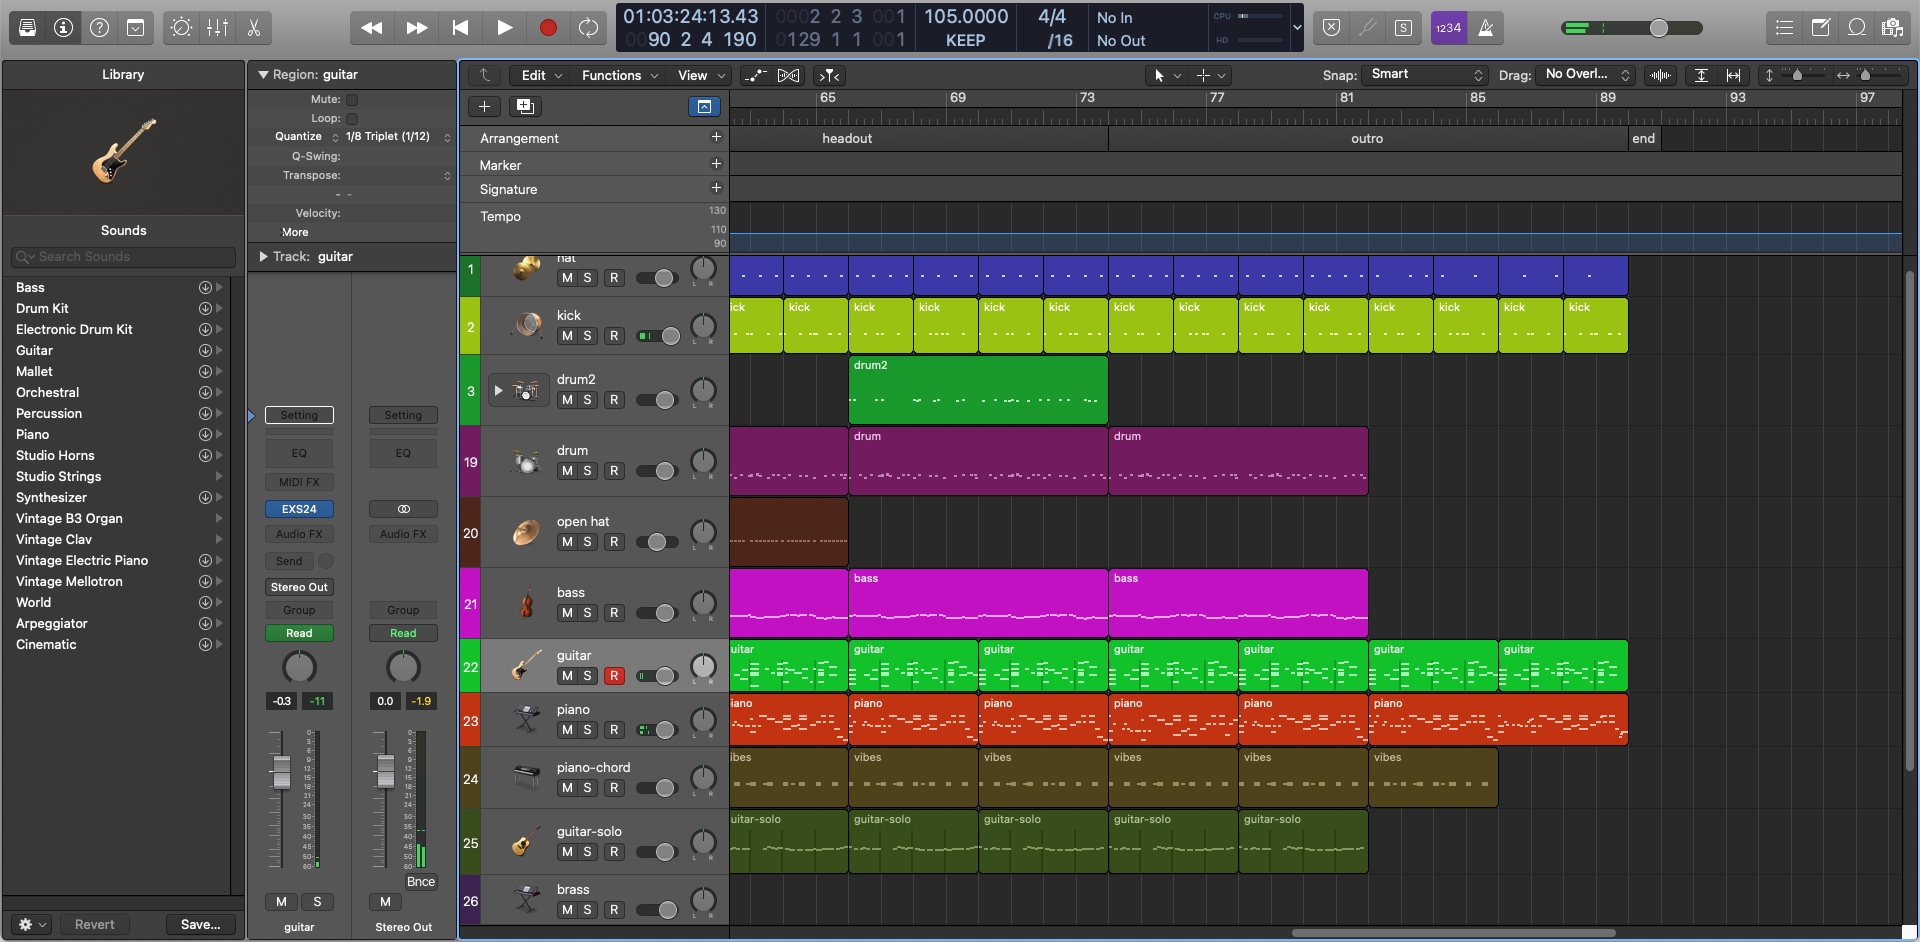 01:03:24:13.43
0090 2 4 190
0002 2 3 001
0129 1 1 001
105.0000
KEEP
4/4
/16
No In
No Out
CPU
HD
S
1234
Library
Sounds
Search Sounds
Bass
Drum Kit
Electronic Drum Kit
Guitar
Mallet
Orchestral
Percussion
Piano
Studio Horns
Studio Strings
Synthesizer
Vintage B3 Organ
Vintage Clav
Vintage Electric Piano
Vintage Mellotron
World
Arpeggiator
Cinematic
Revert
Save...
Region: guitar
Mute:
Loop:
Quantize 1/8 Triplet (1/12)
Q-Swing:
Transpose:
- -
Velocity:
More
Track: guitar
Setting Setting
EQ EQ
MIDI FX
EXS24
Audio FX Audio FX
Send
Stereo Out
Group Group
Read Read
-0.3 -11 0.0 -1.9
Bnce
M S M
guitar Stereo Out
Edit Functions View
Snap: Smart
Drag: No Overl...
65 69 73 77 81 85 89 93 97
Arrangement
headout outro end
Marker
Signature
Tempo
130
110
90
1 hat
M S R
2 kick
M S R
L R
kick kick kick kick kick kick kick kick kick kick kick kick kick
3 drum2
M S R
L R
drum2
19 drum
M S R
L R
drum drum
20 open hat
M S R
L R
21 bass
M S R
L R
bass bass
22 guitar
M S R
L R
uitar guitar guitar guitar guitar guitar guitar
23 piano
M S R
L R
iano piano piano piano piano piano
24 piano-chord
M S R
L R
ibes vibes vibes vibes vibes vibes
25 guitar-solo
M S R
L R
uitar-solo guitar-solo guitar-solo guitar-solo guitar-solo
26 brass
M S R
L R